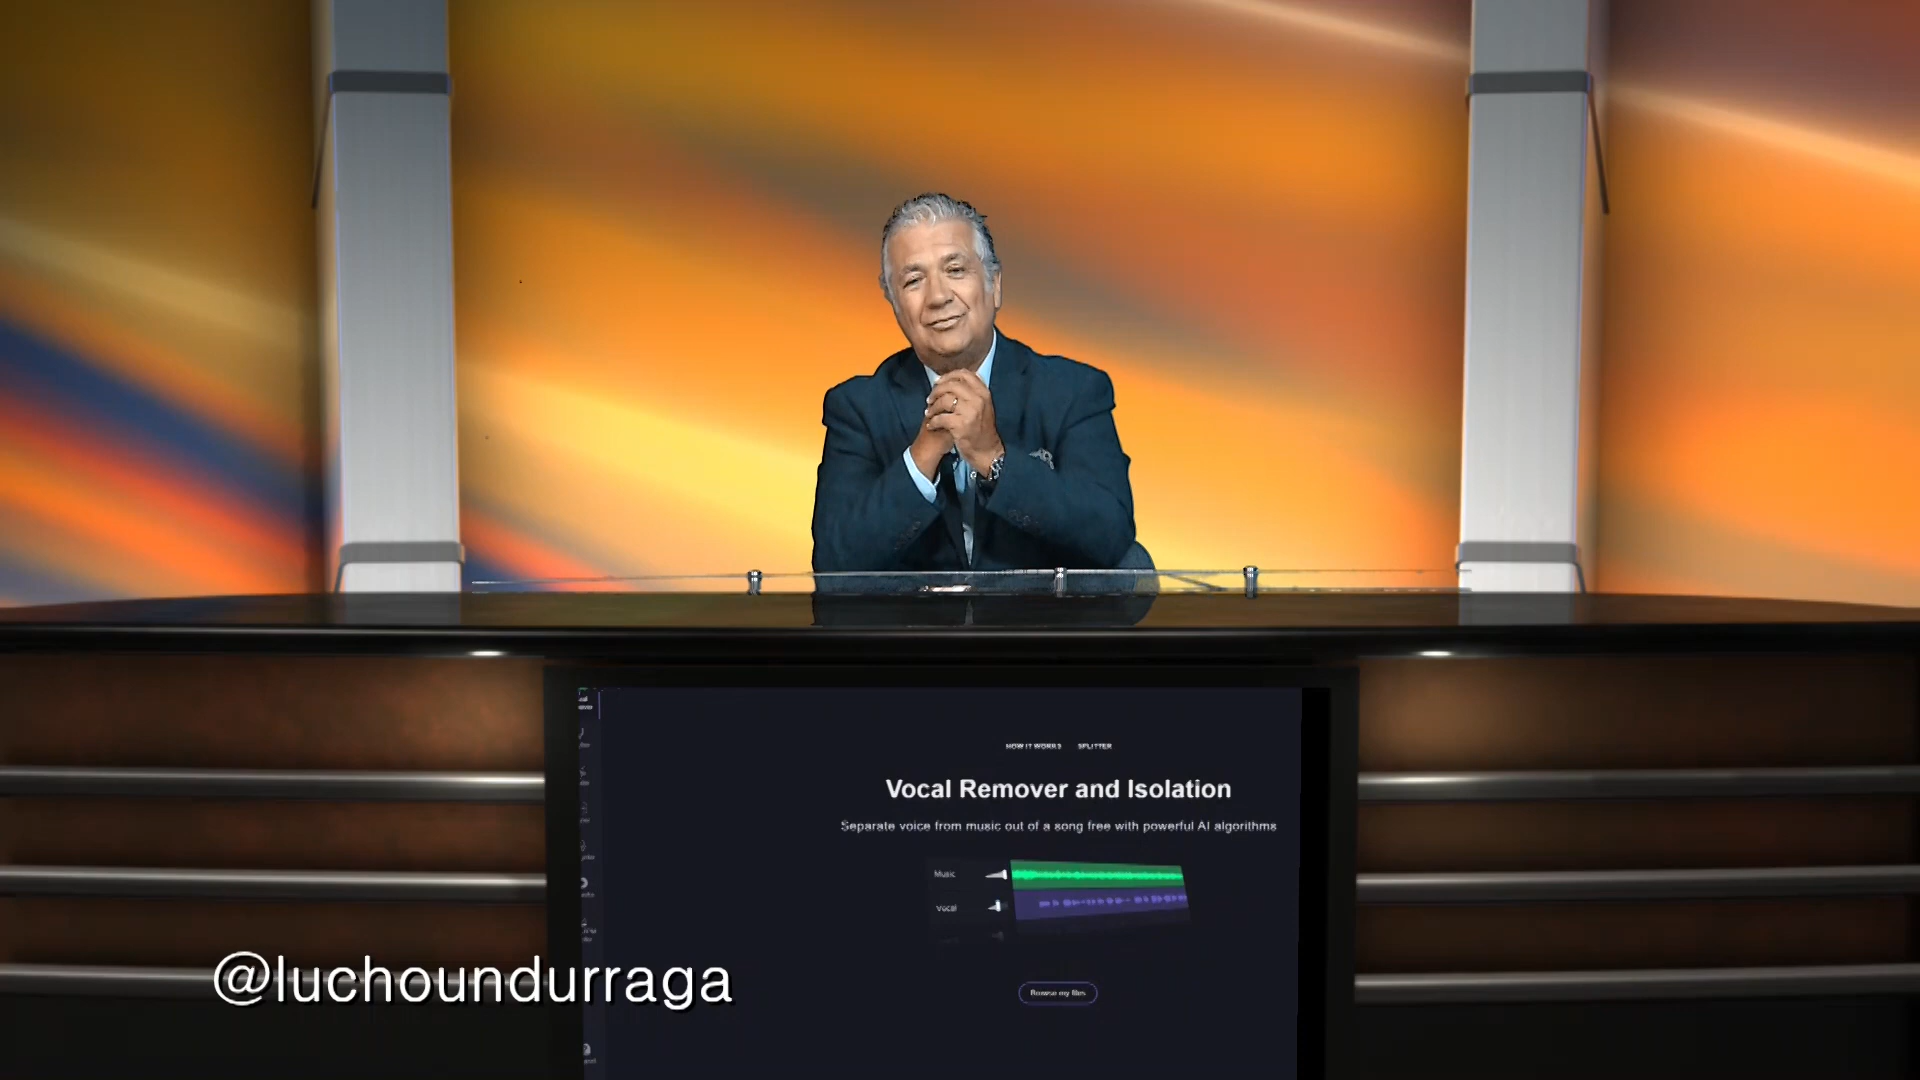 HOW IT WORKS SPLITTER
Vocal Remover and Isolation
Separate voice from music out of a song free with powerful AI algorithms
Music
Vocal
Browse my files
@luchoundurraga